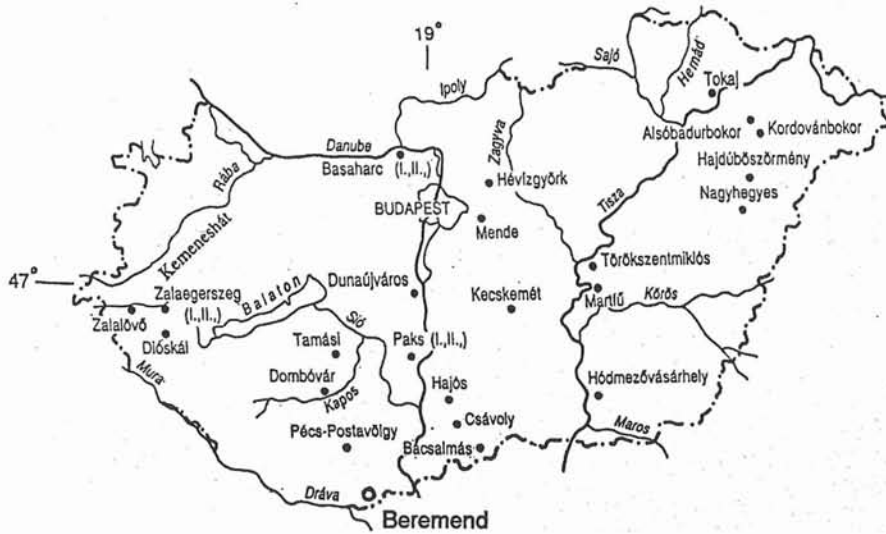 19°
Sajó
Hernád
Ipoly
Tokaj
Zagyva
Alsóbadurbokor
Kordovánbokor
Danube
Basaharc (I.,II.,)
Rába
Hévízgyörk
Hajdúböszörmény
Tisza
Nagyhegyes
BUDAPEST
Mende
Kemeneshát
Törökszentmiklós
47°
Zalaegerszeg
(I.,II.,)
Balaton
Dunaújváros
Kecskemét
Martfű
Körös
Zalalövő
Sió
Dióskál
Tamási
Paks (I.,II.,)
Mura
Dombóvár
Kapos
Hajós
Hódmezővásárhely
Csávoly
Maros
Pécs-Postavölgy
Bácsalmás
Dráva
Beremend